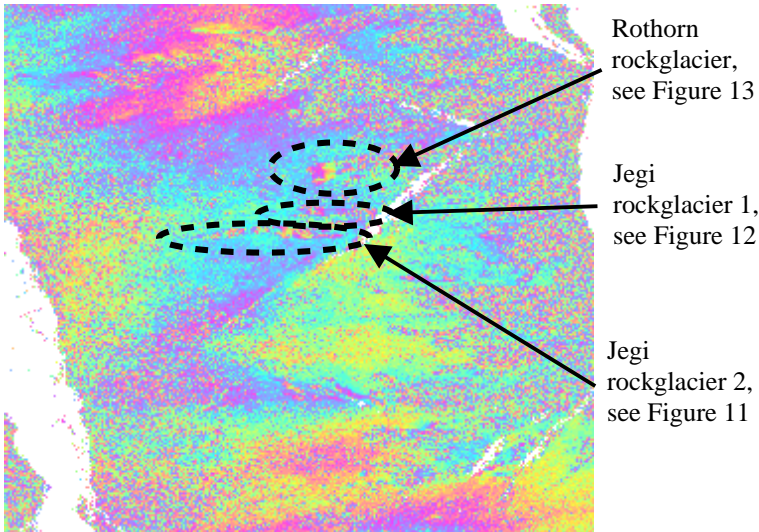 Rothorn
rockglacier,
see Figure 13
Jegi
rockglacier 1,
see Figure 12
Jegi
rockglacier 2,
see Figure 11